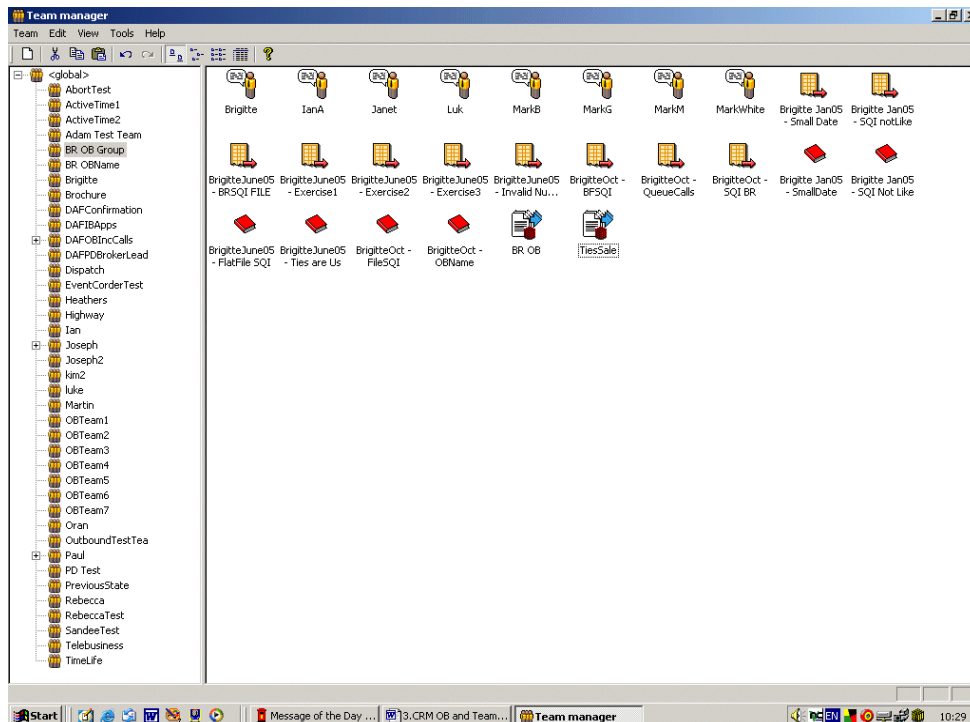 Team manager
Team Edit View Tools Help
<global>
AbortTest
ActiveTime1
ActiveTime2
Adam Test Team
BR OB Group
BR OBName
Brigitte
Brochure
DAFConfirmation
DAFIBApps
DAFOBIncCalls
DAFPDBrokerLead
Dispatch
EventCorderTest
Heathers
Highway
Ian
Joseph
Joseph2
kim2
luke
Martin
OBTeam1
OBTeam2
OBTeam3
OBTeam4
OBTeam5
OBTeam6
OBTeam7
Oran
OutboundTestTea
Paul
PD Test
PreviousState
Rebecca
RebeccaTest
SandeeTest
Telebusiness
TimeLife
Brigitte IanA Janet Luk MarkB MarkG MarkM MarkWhite Brigitte Jan05 Brigitte Jan05
- Small Date - SQI notLike
BrigitteJune05 BrigitteJune05 BrigitteJune05 BrigitteJune05 BrigitteJune05 BrigitteOct - BrigitteOct - BrigitteOct - Brigitte Jan05 Brigitte Jan05
- BRSQI FILE - Exercise1 - Exercise2 - Exercise3 - Invalid Nu... BFSQI QueueCalls SQI BR - SmallDate - SQI Not Like
BrigitteJune05 BrigitteJune05 BrigitteOct - BrigitteOct - BR OB TiesSale
- FlatFile SQI - Ties are Us FileSQI OBName
Start Message of the Day ... 3.CRM OB and Team... Team manager EN 10:29